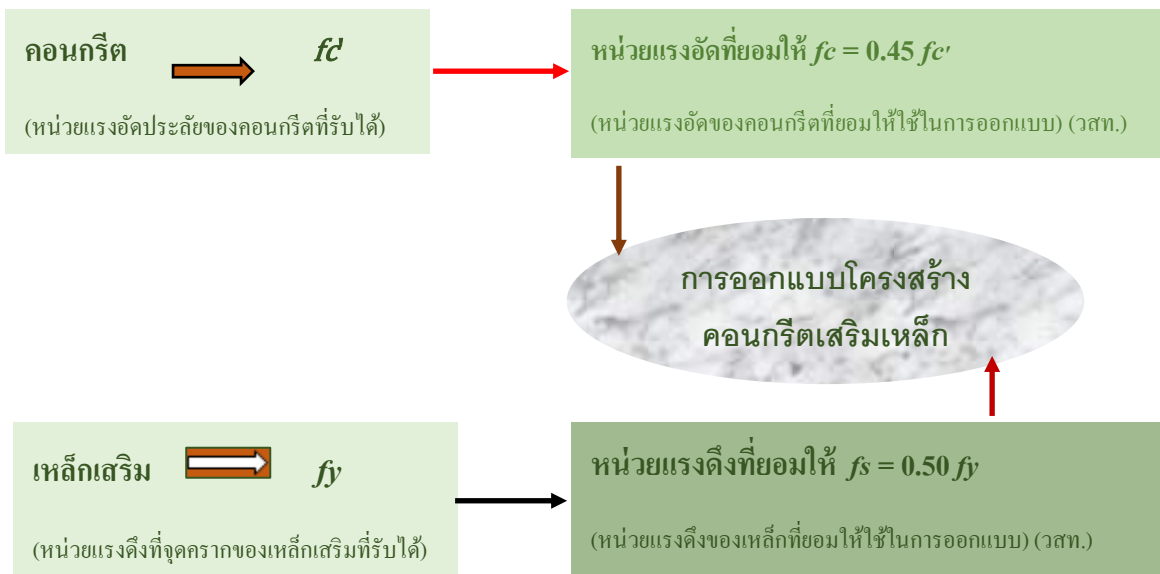 คอนกรีต fc'
(หน่วยแรงอัดประลัยของคอนกรีตที่รับได้)
หน่วยแรงอัดที่ยอมให้ fc = 0.45 fc'
(หน่วยแรงอัดของคอนกรีตที่ยอมให้ใช้ในการออกแบบ) (วสท.)
การออกแบบโครงสร้าง
คอนกรีตเสริมเหล็ก
เหล็กเสริม fy
(หน่วยแรงดึงที่จุดครากของเหล็กเสริมที่รับได้)
หน่วยแรงดึงที่ยอมให้ fs = 0.50 fy
(หน่วยแรงดึงของเหล็กที่ยอมให้ใช้ในการออกแบบ) (วสท.)